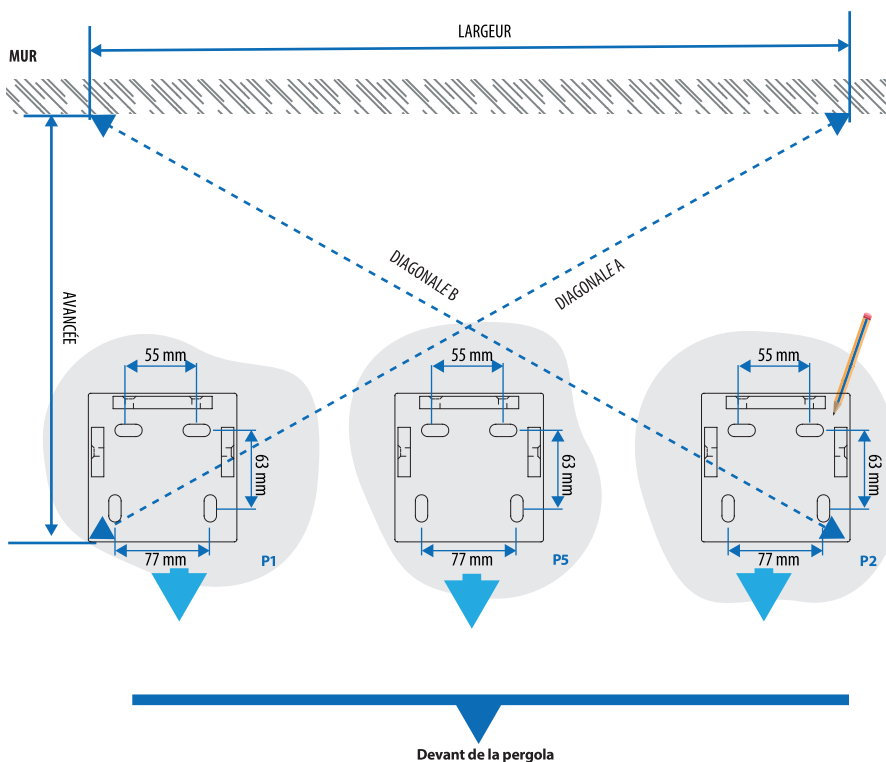 LARGEUR
MUR
DIAGONALE B
DIAGONALE A
AVANCÉE
55 mm
55 mm
55 mm
63 mm
63 mm
63 mm
77 mm
P1
77 mm
P5
77 mm
P2
Devant de la pergola